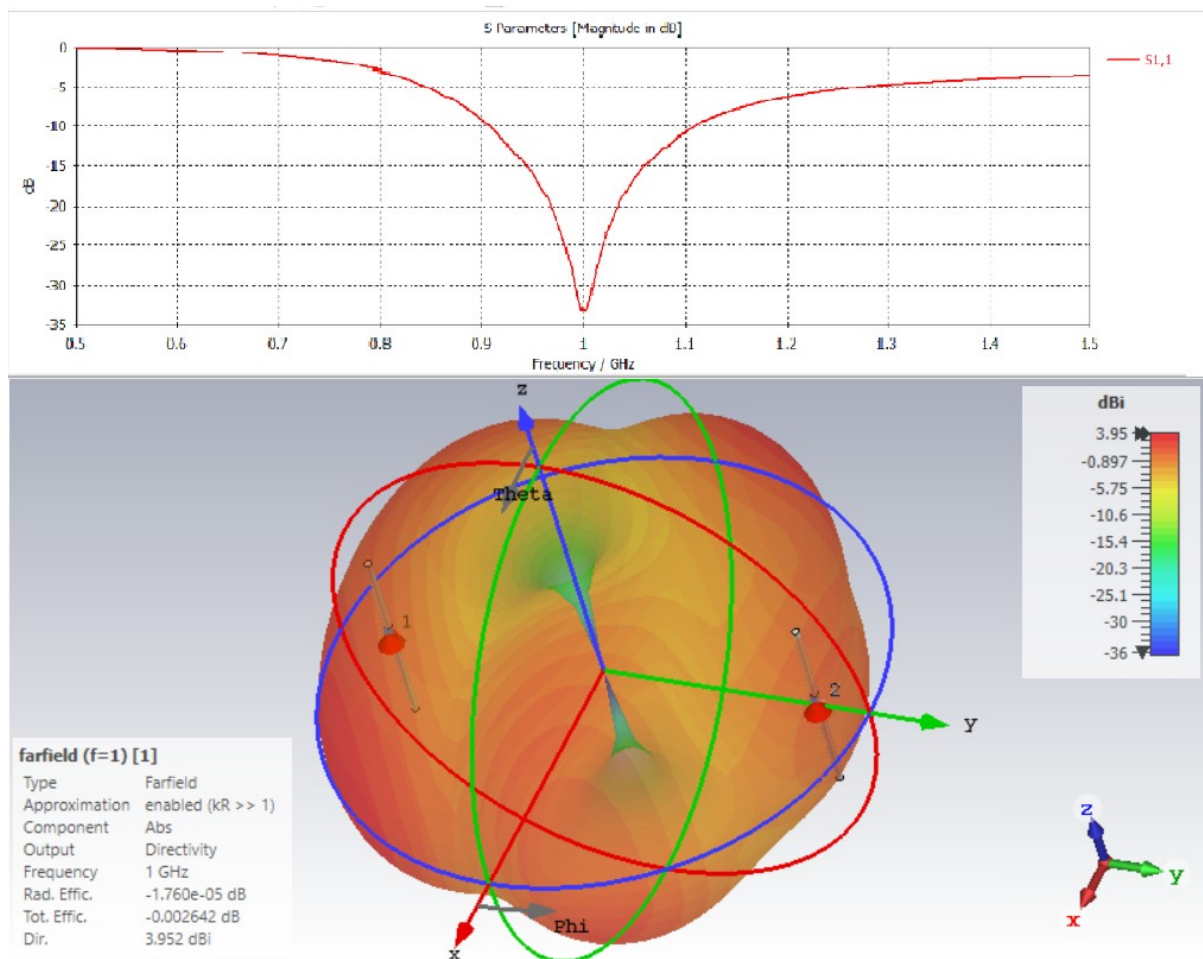 S Parameters [Magnitude in dB]
0
-5
-10
-15
-20
-25
-30
-35
dB
S1,1
0.5 0.6 0.7 0.8 0.9 1 1.1 1.2 1.3 1.4 1.5
Frecuency / GHz
z
Theta
1
2
y
x
Phi
dBi
3.95
-0.897
-5.75
-10.6
-15.4
-20.3
-25.1
-30
-36
farfield (f=1) [1]
Type Farfield
Approximation enabled (kR >> 1)
Component Abs
Output Directivity
Frequency 1 GHz
Rad. Effic. -1.760e-05 dB
Tot. Effic. -0.002642 dB
Dir. 3.952 dBi
z
y
x